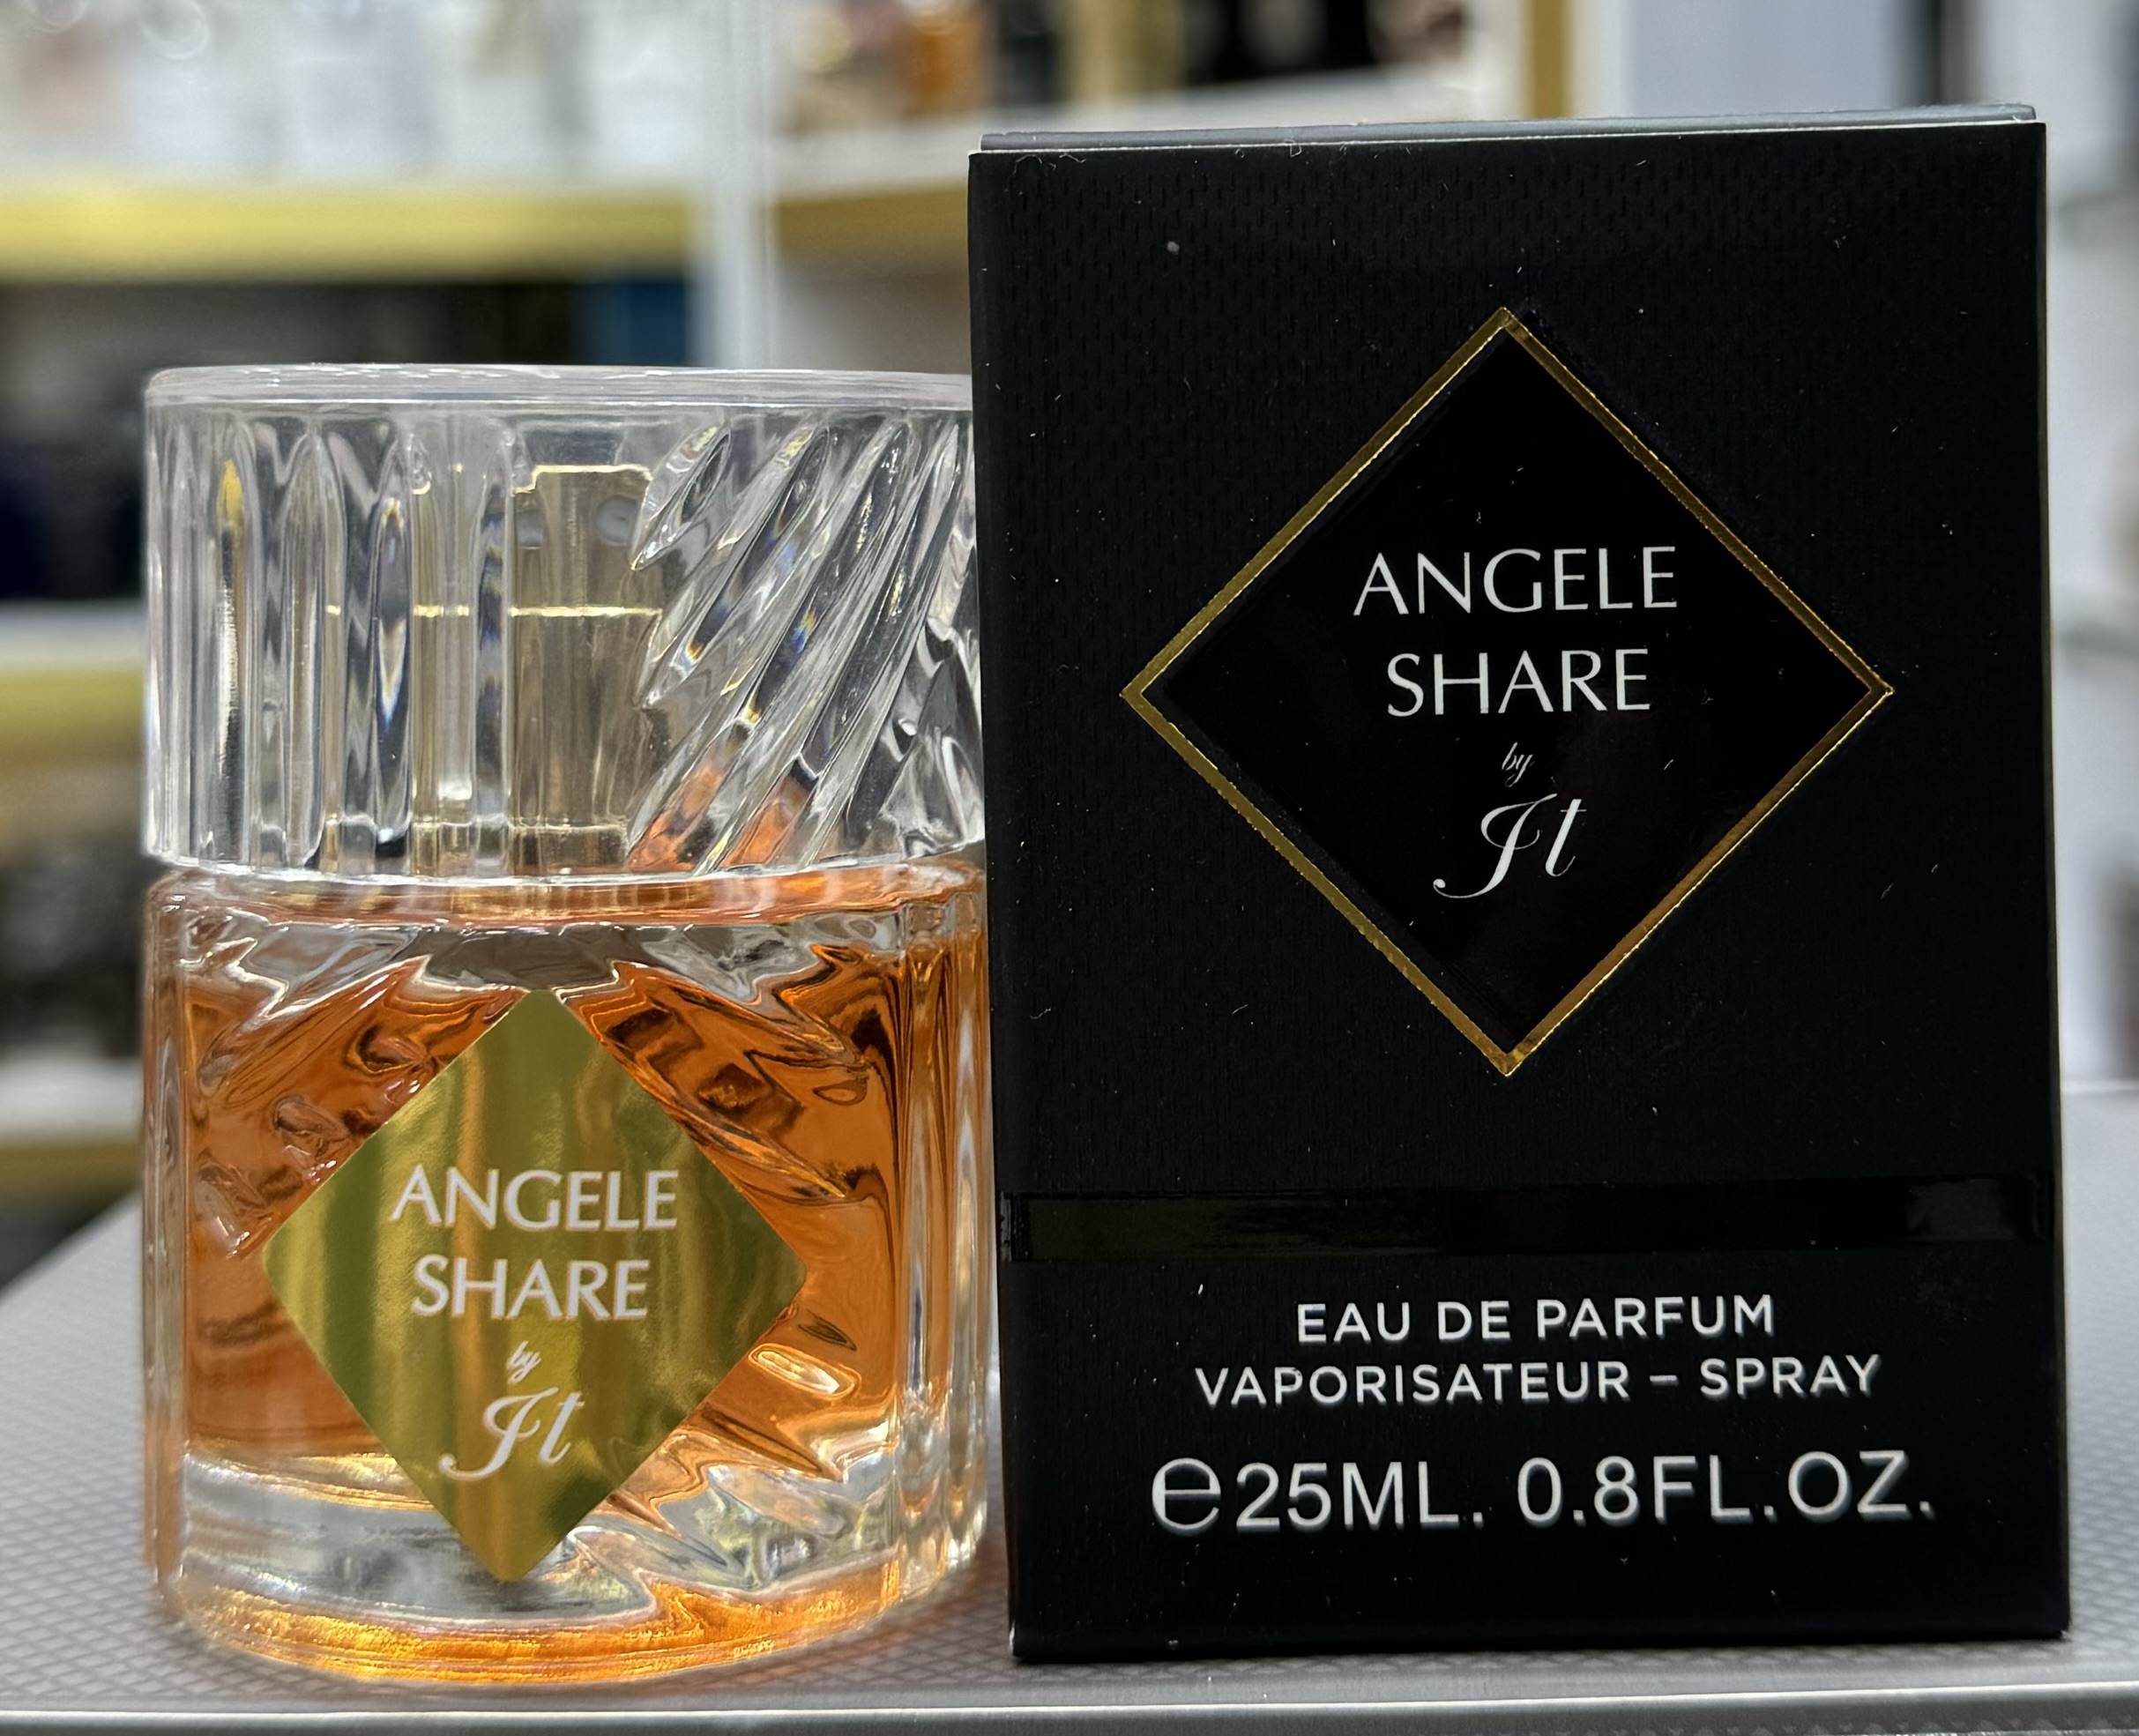 ANGELE
SHARE
by
Jt
ANGELE
SHARE
by
Jt
EAU DE PARFUM
VAPORISATEUR – SPRAY
℮25ML. 0.8FL.OZ.